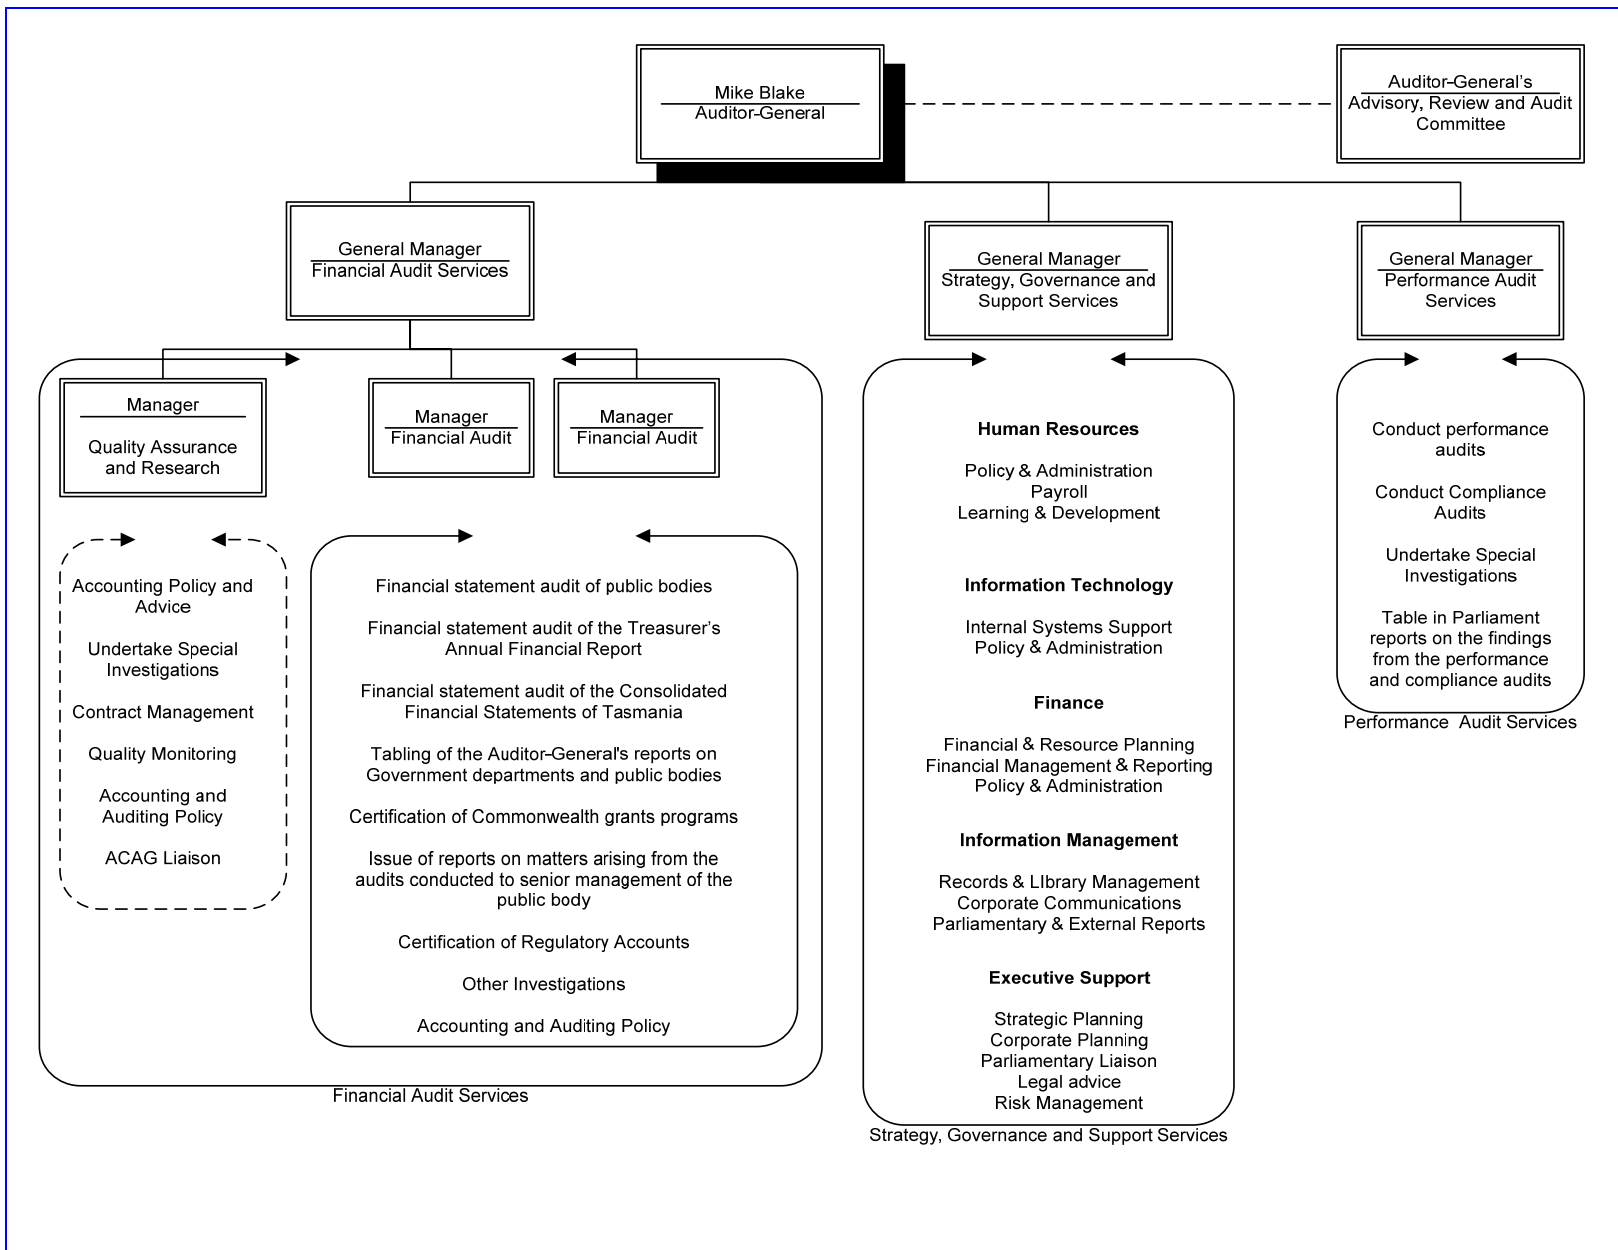 Mike Blake
Auditor-General
Auditor-General's
Advisory, Review and Audit
Committee
General Manager
Financial Audit Services
General Manager
Strategy, Governance and
Support Services
General Manager
Performance Audit
Services
Manager
Quality Assurance
and Research
Manager
Financial Audit
Manager
Financial Audit
Accounting Policy and
Advice
Undertake Special
Investigations
Contract Management
Quality Monitoring
Accounting and
Auditing Policy
ACAG Liaison
Financial statement audit of public bodies
Financial statement audit of the Treasurer's
Annual Financial Report
Financial statement audit of the Consolidated
Financial Statements of Tasmania
Tabling of the Auditor-General's reports on
Government departments and public bodies
Certification of Commonwealth grants programs
Issue of reports on matters arising from the
audits conducted to senior management of the
public body
Certification of Regulatory Accounts
Other Investigations
Accounting and Auditing Policy
Financial Audit Services
Human Resources
Policy & Administration
Payroll
Learning & Development
Information Technology
Internal Systems Support
Policy & Administration
Finance
Financial & Resource Planning
Financial Management & Reporting
Policy & Administration
Information Management
Records & LIbrary Management
Corporate Communications
Parliamentary & External Reports
Executive Support
Strategic Planning
Corporate Planning
Parliamentary Liaison
Legal advice
Risk Management
Strategy, Governance and Support Services
Conduct performance
audits
Conduct Compliance
Audits
Undertake Special
Investigations
Table in Parliament
reports on the findings
from the performance
and compliance audits
Performance Audit Services